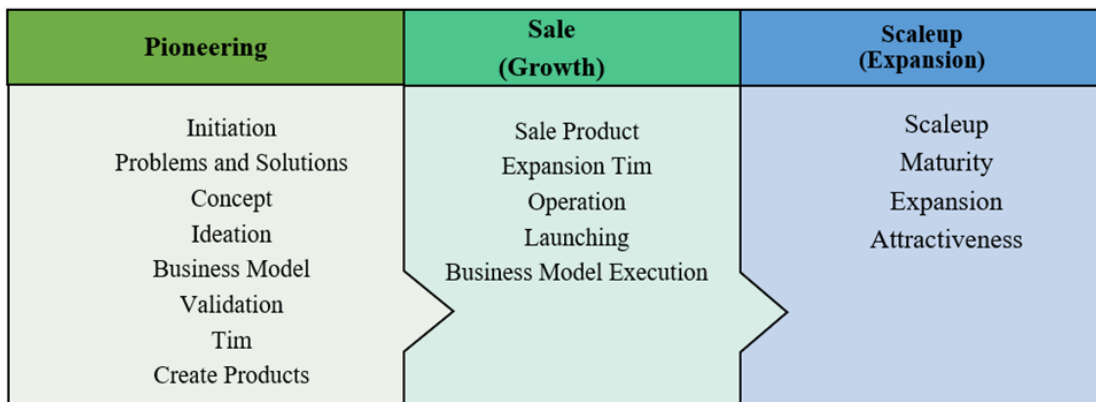 Pioneering
Initiation
Problems and Solutions
Concept
Ideation
Business Model
Validation
Tim
Create Products
Sale
(Growth)
Sale Product
Expansion Tim
Operation
Launching
Business Model Execution
Scaleup
(Expansion)
Scaleup
Maturity
Expansion
Attractiveness